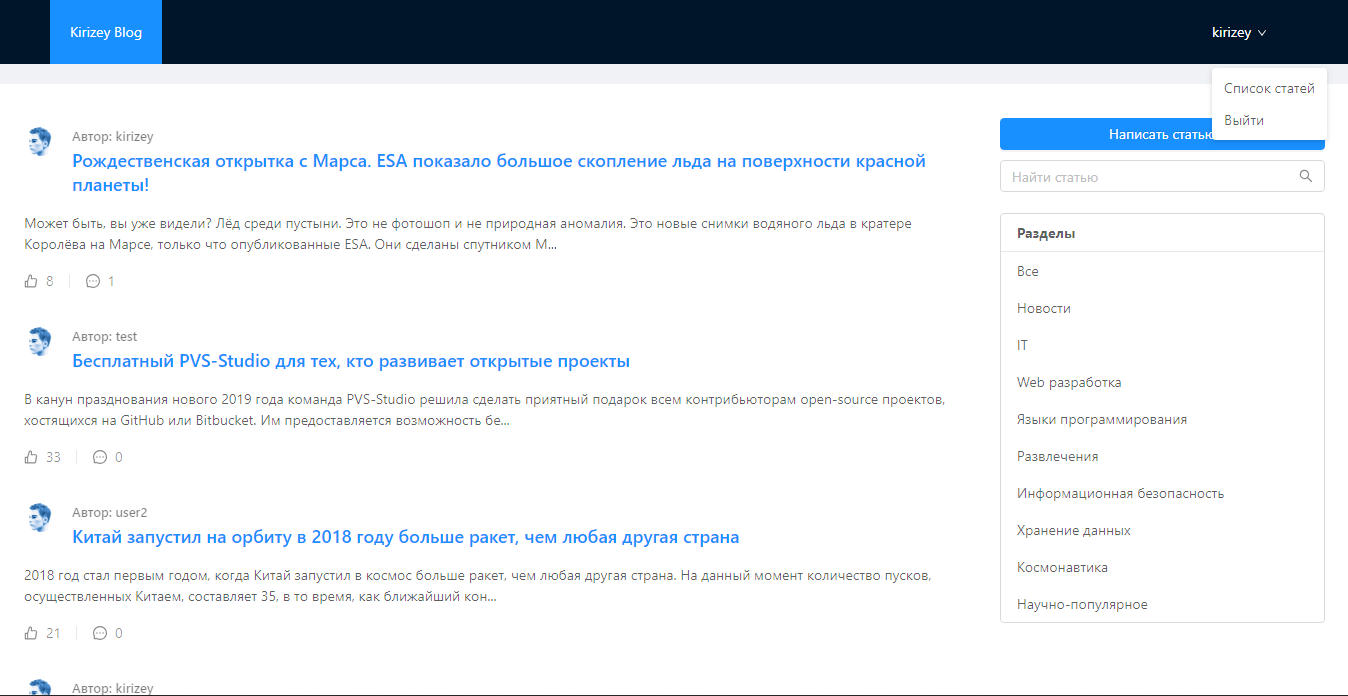 Kirizey Blog
kirizey
Список статей
Выйти
Автор: kirizey
Рождественская открытка с Марса. ESA показало большое скопление льда на поверхности красной
планеты!
Может быть, вы уже видели? Лёд среди пустыни. Это не фотошоп и не природная аномалия. Это новые снимки водяного льда в кратере
Королёва на Марсе, только что опубликованные ESA. Они сделаны спутником М...
8
1
Автор: test
Бесплатный PVS-Studio для тех, кто развивает открытые проекты
В канун празднования нового 2019 года команда PVS-Studio решила сделать приятный подарок всем контрибьюторам open-source проектов,
хостящихся на GitHub или Bitbucket. Им предоставляется возможность бе...
33
0
Автор: user2
Китай запустил на орбиту в 2018 году больше ракет, чем любая другая страна
2018 год стал первым годом, когда Китай запустил в космос больше ракет, чем любая другая страна. На данный момент количество пусков,
осуществленных Китаем, составляет 35, в то время, как ближайший кон...
21
0
Автор: kirizey
Написать статью
Найти статью
Разделы
Все
Новости
IT
Web разработка
Языки программирования
Развлечения
Информационная безопасность
Хранение данных
Космонавтика
Научно-популярное